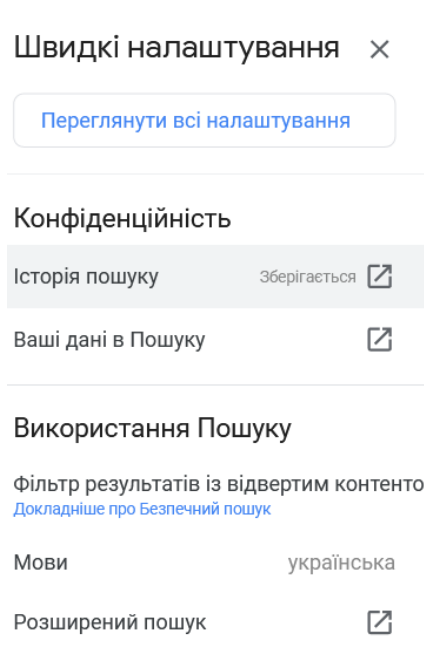 Швидкі налаштування
Переглянути всі налаштування
Конфіденційність
Історія пошуку Зберігається
Ваші дані в Пошуку
Використання Пошуку
Фільтр результатів із відвертим контенто
Докладніше про Безпечний пошук
Мови українська
Розширений пошук